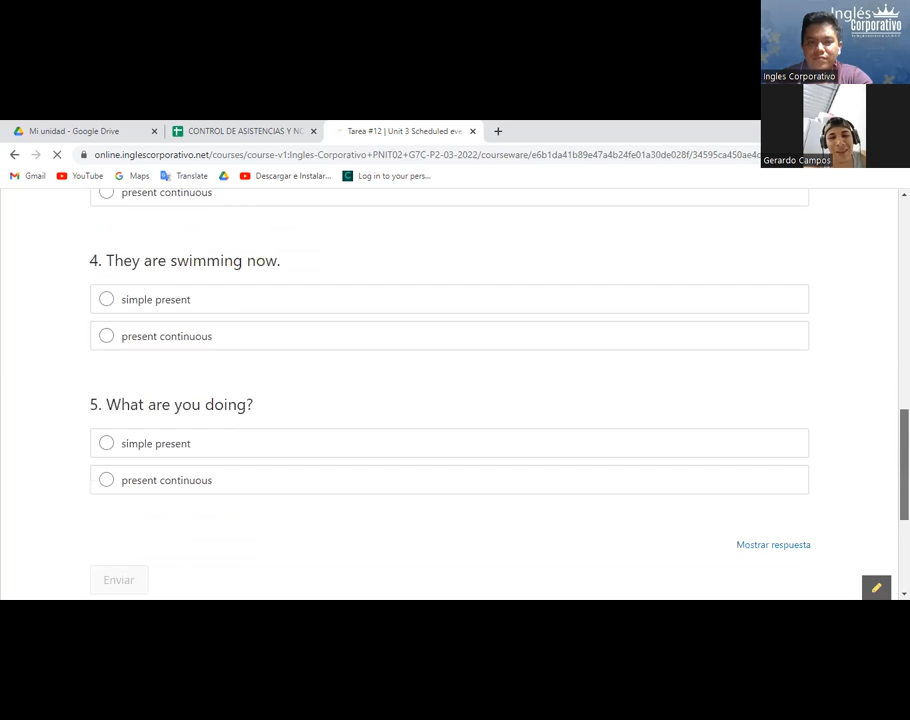 Inglés
Corporativo
Ingles Corporativo
Gerardo Campos
Mi unidad - Google Drive
CONTROL DE ASISTENCIAS Y NO
Tarea #12 | Unit 3 Scheduled eve
online.inglescorporativo.net/courses/course-v1:Ingles-Corporativo+PNIT02+G7C-P2-03-2022/courseware/e6b1da41b89e47a4b24fe01a30de028f/34595ca450ae4c
Gmail YouTube Maps Translate Descargar e Instalar... Log in to your pers...
present continuous
4. They are swimming now.
simple present
present continuous
5. What are you doing?
simple present
present continuous
Mostrar respuesta
Enviar